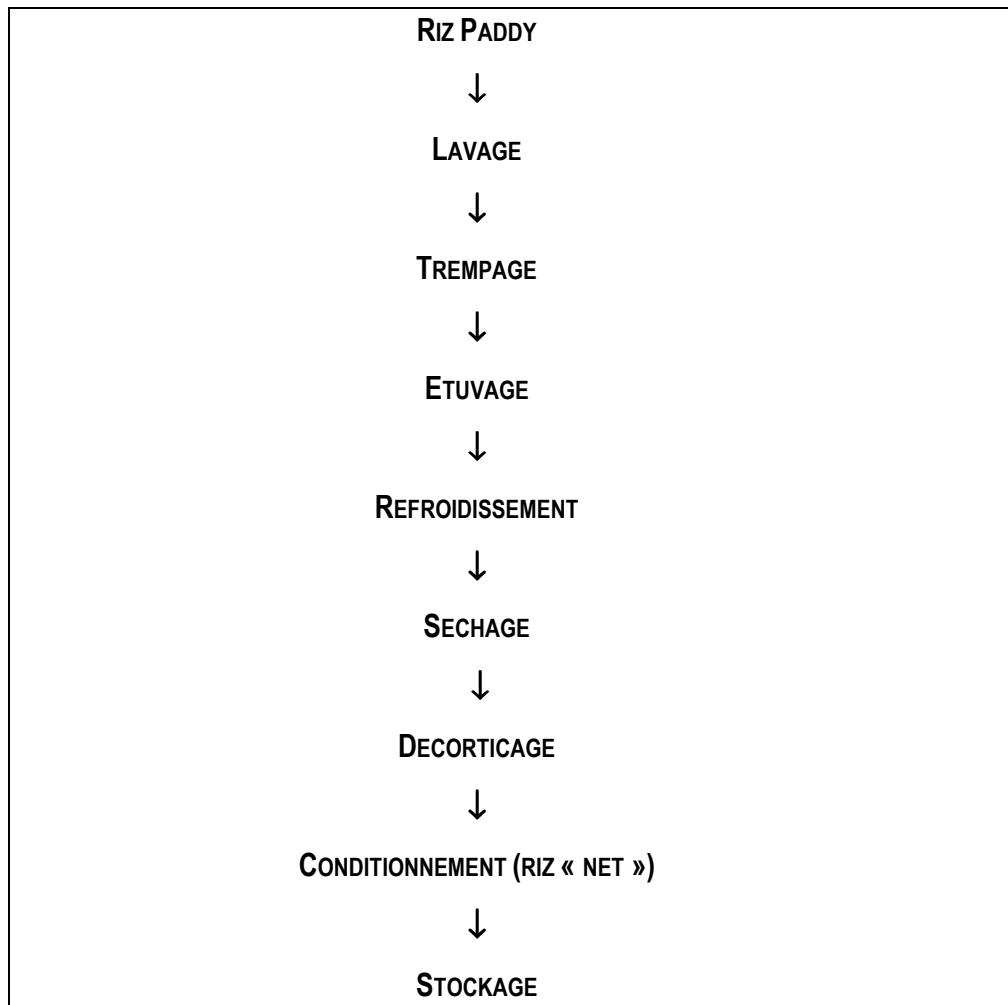 RIZ PADDY
↓
LAVAGE
↓
TREMPAGE
↓
ETUVAGE
↓
REFROIDISSEMENT
↓
SECHAGE
↓
DECORTICAGE
↓
CONDITIONNEMENT (RIZ « NET »)
↓
STOCKAGE